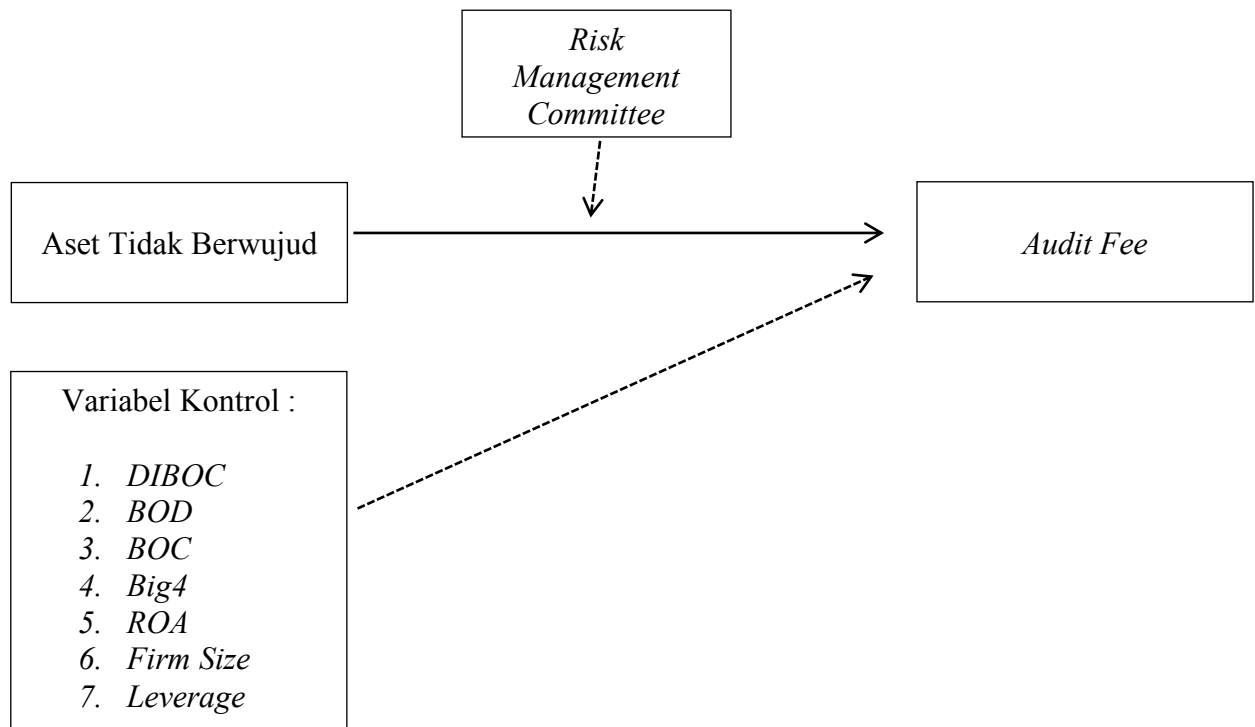 Risk
Management
Committee
Aset Tidak Berwujud
Audit Fee
Variabel Kontrol :
1. DIBOC
2. BOD
3. BOC
4. Big4
5. ROA
6. Firm Size
7. Leverage